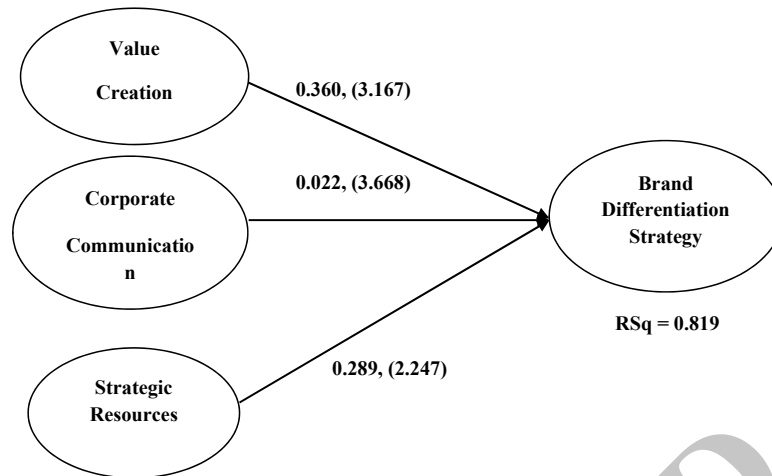 Value
Creation
0.360, (3.167)
Corporate
Communicatio
n
0.022, (3.668)
Brand
Differentiation
Strategy
RSq = 0.819
Strategic
Resources
0.289, (2.247)